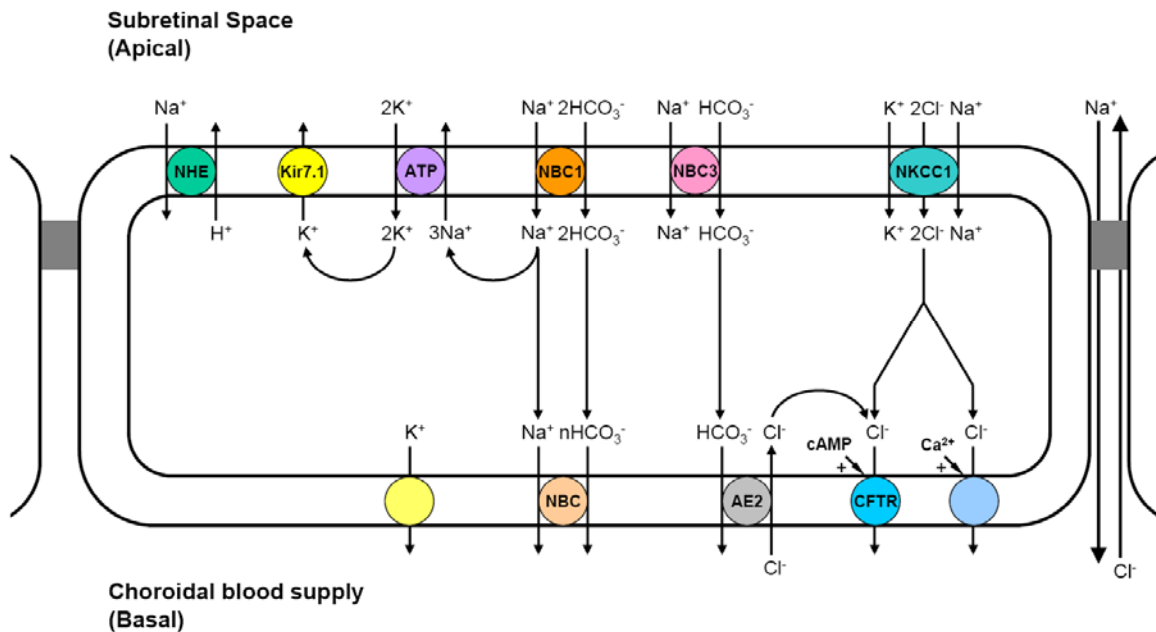 Subretinal Space
(Apical)
Na⁺ 2K⁺ Na⁺ 2HCO₃⁻ Na⁺ HCO₃⁻ K⁺ 2Cl⁻ Na⁺ Na⁺
NHE Kir7.1 ATP NBC1 NBC3 NKCC1
H⁺ K⁺ 2K⁺ 3Na⁺ Na⁺ 2HCO₃⁻ Na⁺ HCO₃⁻ K⁺ 2Cl⁻ Na⁺
K⁺ Na⁺ nHCO₃⁻ HCO₃⁻ Cl⁻ Cl⁻ Cl⁻
cAMP Ca²⁺
+ +
NBC AE2 CFTR
Cl⁻ Cl⁻
Choroidal blood supply
(Basal)